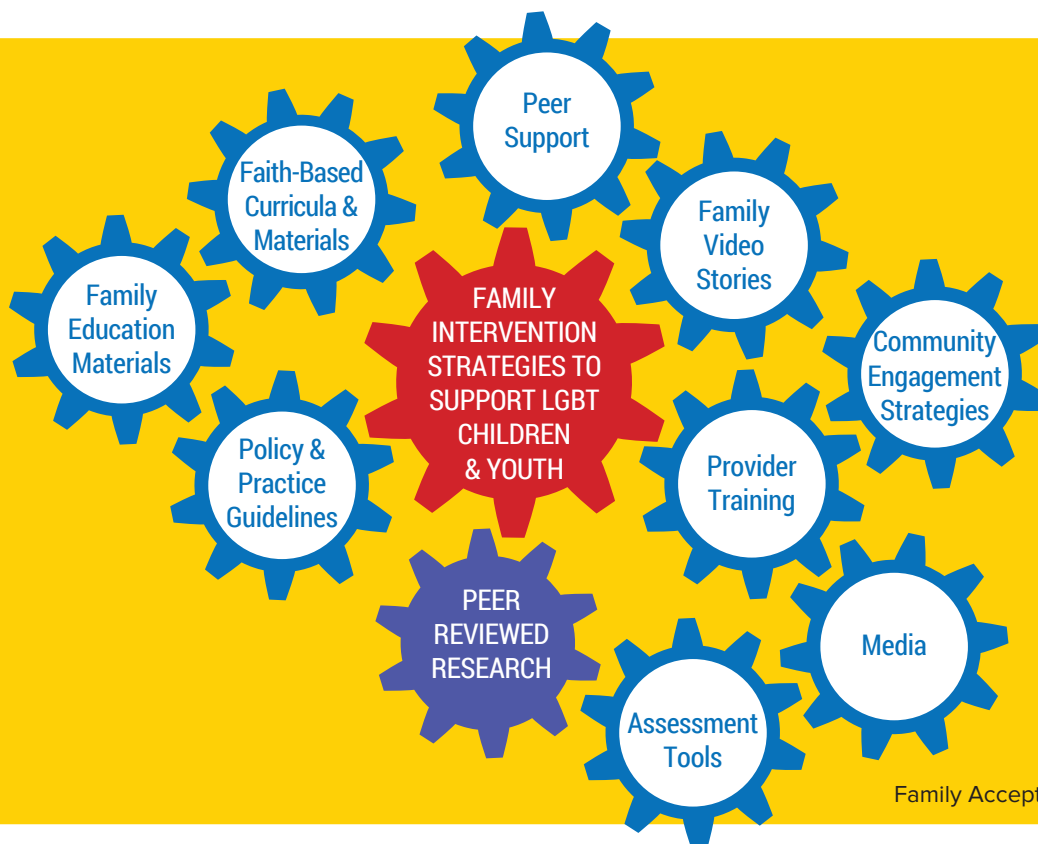 Peer
Support
Faith-Based
Curricula &
Materials
Family
Video
Stories
Family
Education
Materials
FAMILY
INTERVENTION
STRATEGIES TO
SUPPORT LGBT
CHILDREN
& YOUTH
Community
Engagement
Strategies
Policy &
Practice
Guidelines
Provider
Training
PEER
REVIEWED
RESEARCH
Media
Assessment
Tools
Family Accept